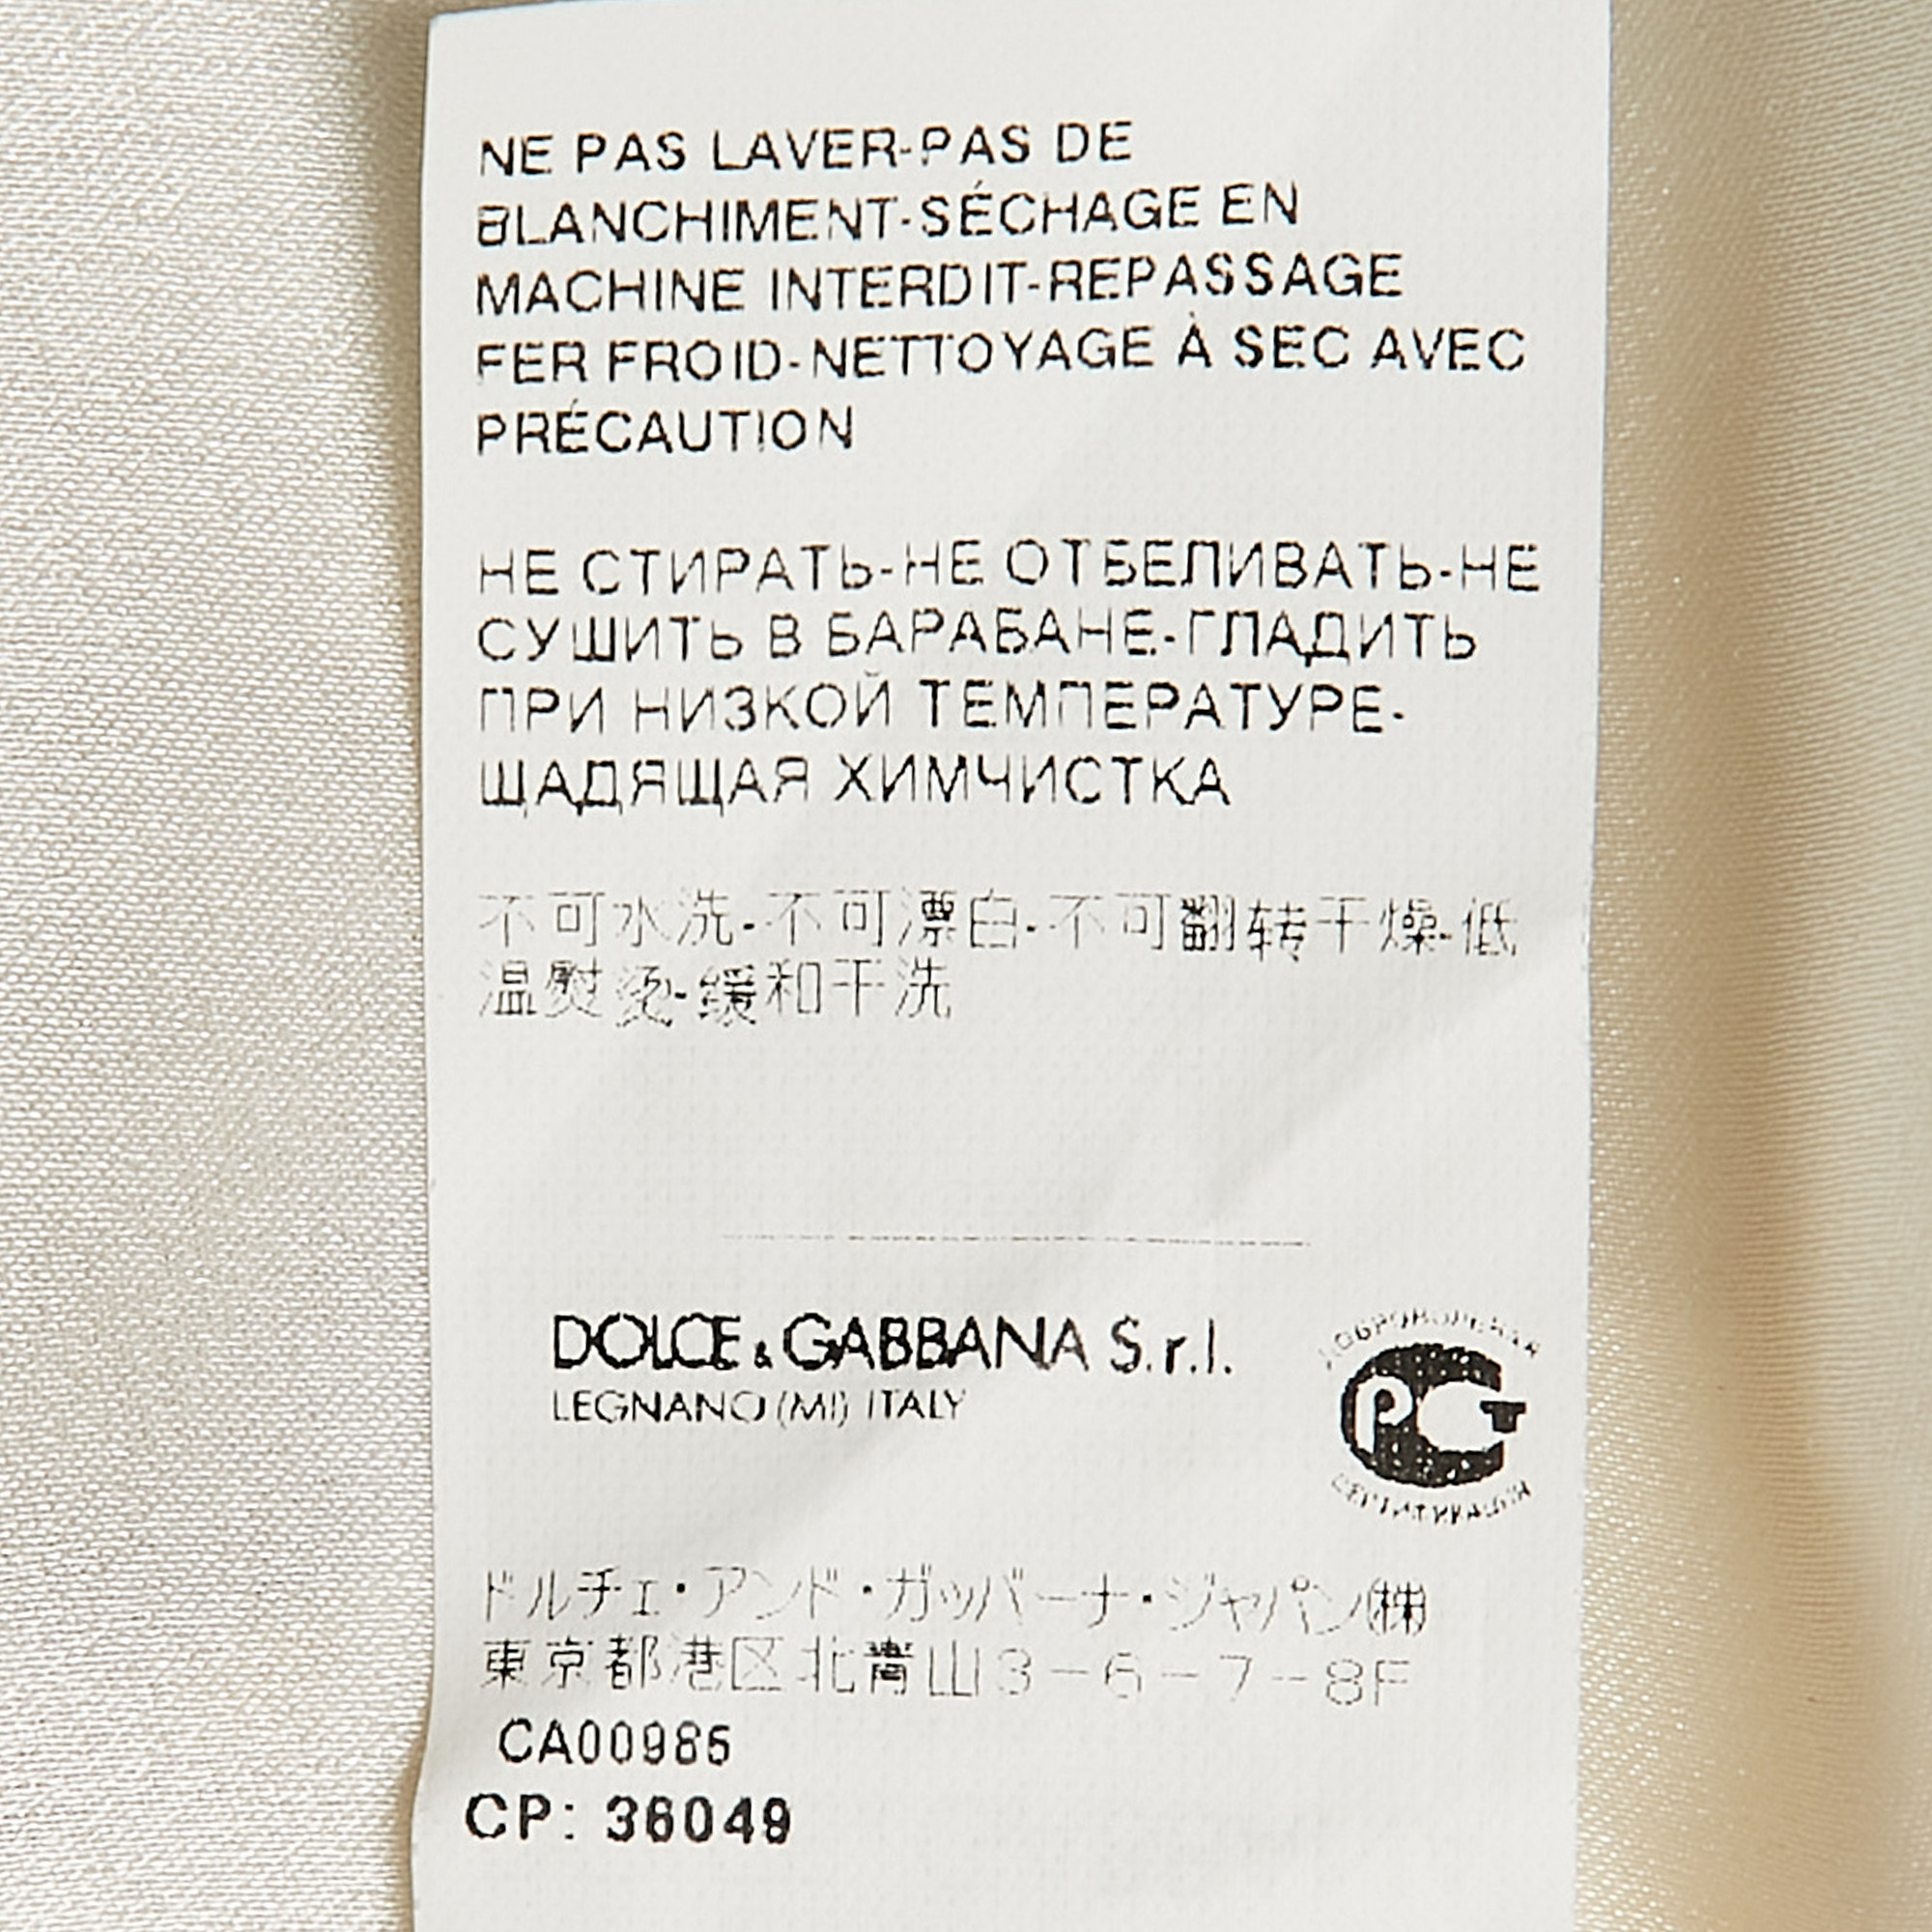 NE PAS LAVER-PAS DE
BLANCHIMENT-SÉCHAGE EN
MACHINE INTERDIT-REPASSAGE
FER FROID-NETTOYAGE À SEC AVEC
PRÉCAUTION
НЕ СТИРАТЬ-НЕ ОТБЕЛИВАТЬ-НЕ
СУШИТЬ В БАРАБАНЕ-ГЛАДИТЬ
ПРИ НИЗКОЙ ТЕМПЕРАТУРЕ-
ЩАДЯЩАЯ ХИМЧИСТКА
不可水洗-不可漂白-不可翻转干燥-低
温熨烫-缓和干洗
DOLCE & GABBANA S.r.l.
LEGNANO (MI) ITALY
ДОБРОВОЛЬНАЯ
РСТ
СЕРТИФИКАЦИЯ
ドルチェ・アンド・ガッバーナ・ジャパン㈱
東京都港区北青山3-6-7-8F
CA00985
CP: 36049